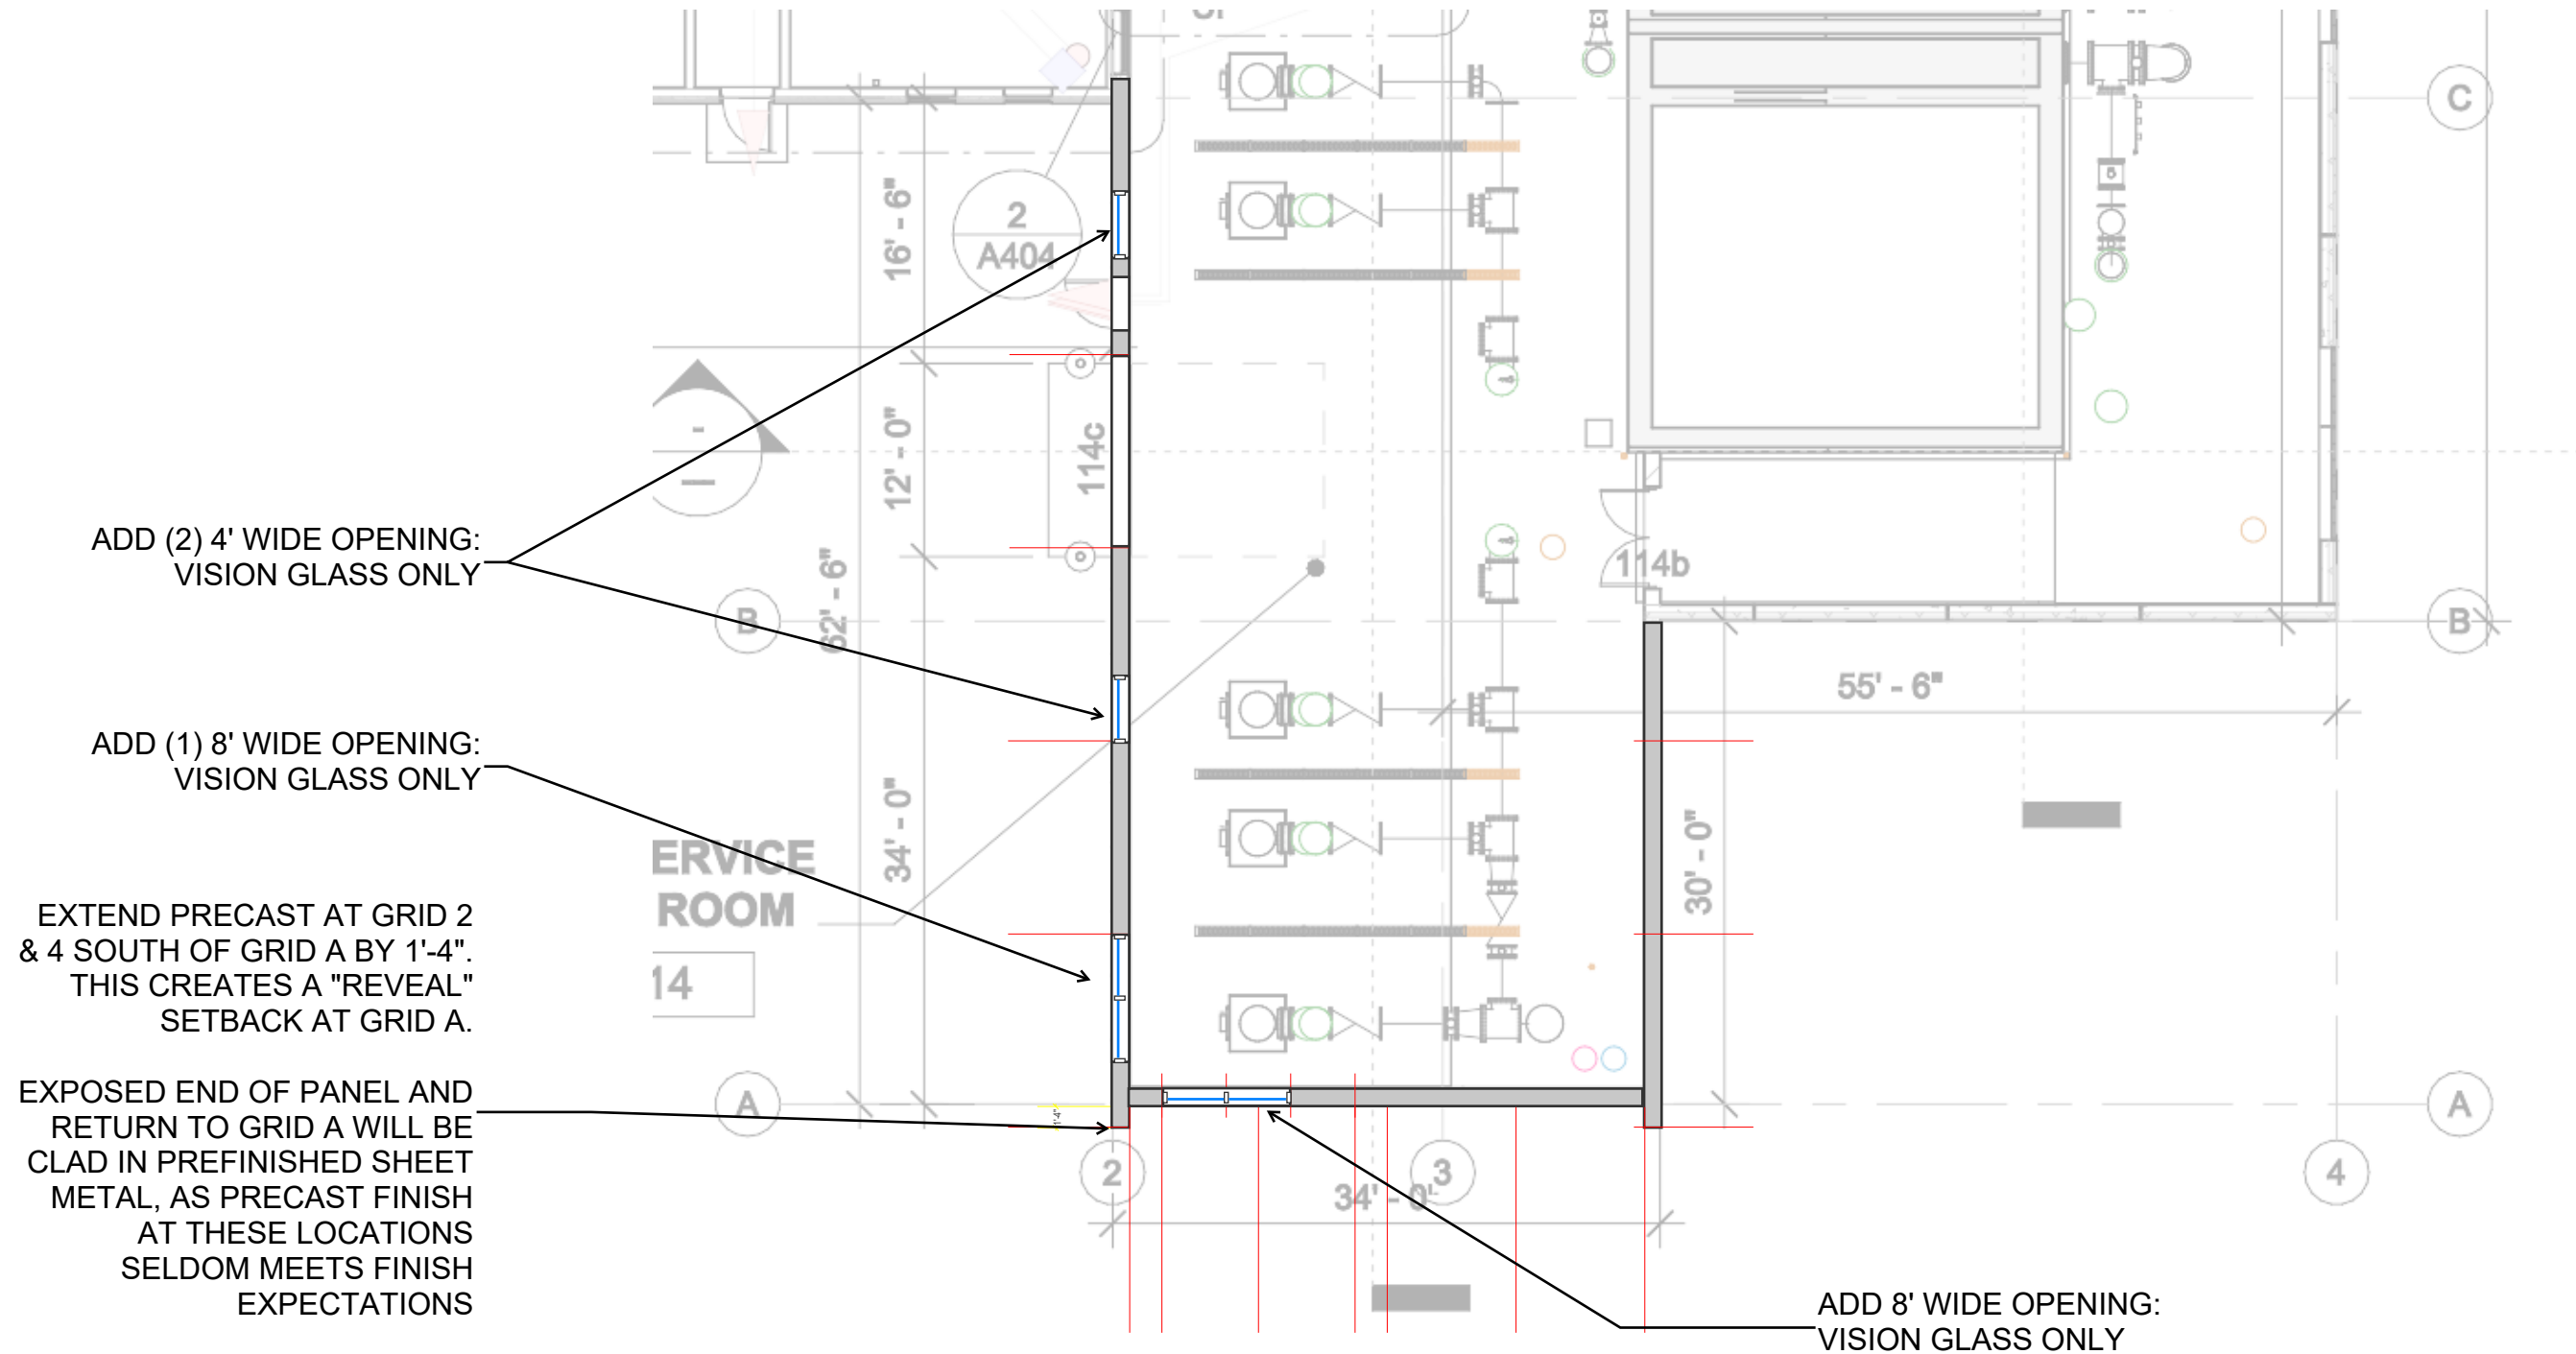 C
16' - 6"
2
A404
12' - 0"
114c
-
ADD (2) 4' WIDE OPENING:
VISION GLASS ONLY
114b
B
62' - 6"
B
55' - 6"
ADD (1) 8' WIDE OPENING:
VISION GLASS ONLY
34' - 0"
30' - 0"
ERVICE
ROOM
EXTEND PRECAST AT GRID 2
& 4 SOUTH OF GRID A BY 1'-4".
THIS CREATES A "REVEAL"
SETBACK AT GRID A.
14
EXPOSED END OF PANEL AND
RETURN TO GRID A WILL BE
CLAD IN PREFINISHED SHEET
METAL, AS PRECAST FINISH
AT THESE LOCATIONS
SELDOM MEETS FINISH
EXPECTATIONS
A
1'-4"
A
2
3
4
34' - 0"
ADD 8' WIDE OPENING:
VISION GLASS ONLY